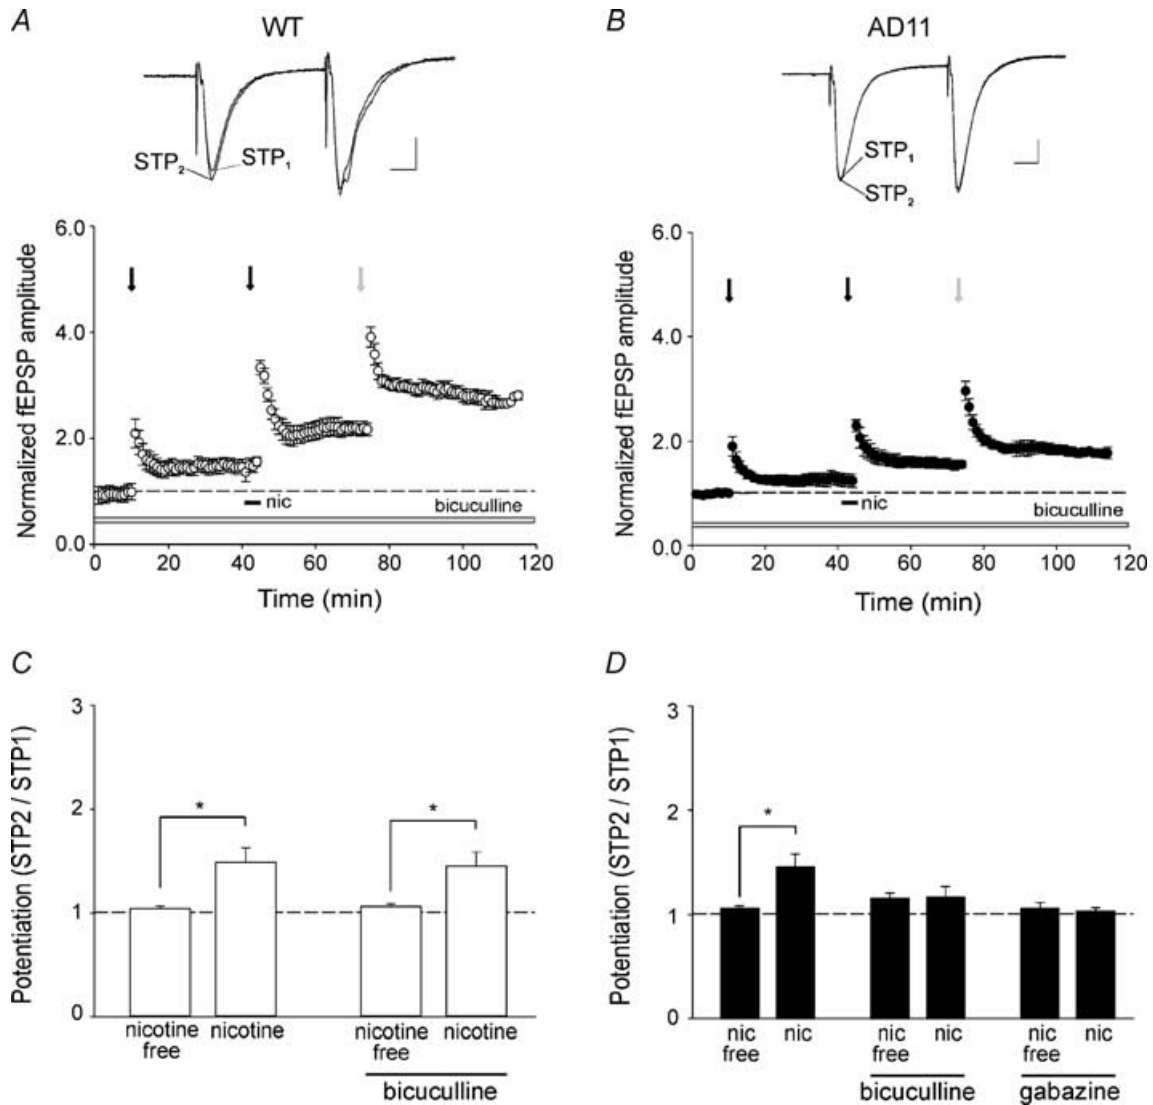 A
WT
STP2
STP1
Normalized fEPSP amplitude
6.0
4.0
2.0
0.0
nic
bicuculline
0
20
40
60
80
100
120
Time (min)
B
AD11
STP1
STP2
Normalized fEPSP amplitude
6.0
4.0
2.0
0.0
nic
bicuculline
0
20
40
60
80
100
120
Time (min)
C
Potentiation (STP2 / STP1)
3
2
1
0
*
*
nicotine
free
nicotine
nicotine
free
nicotine
bicuculline
D
Potentiation (STP2 / STP1)
3
2
1
0
*
nic
free
nic
nic
free
nic
nic
free
nic
bicuculline
gabazine